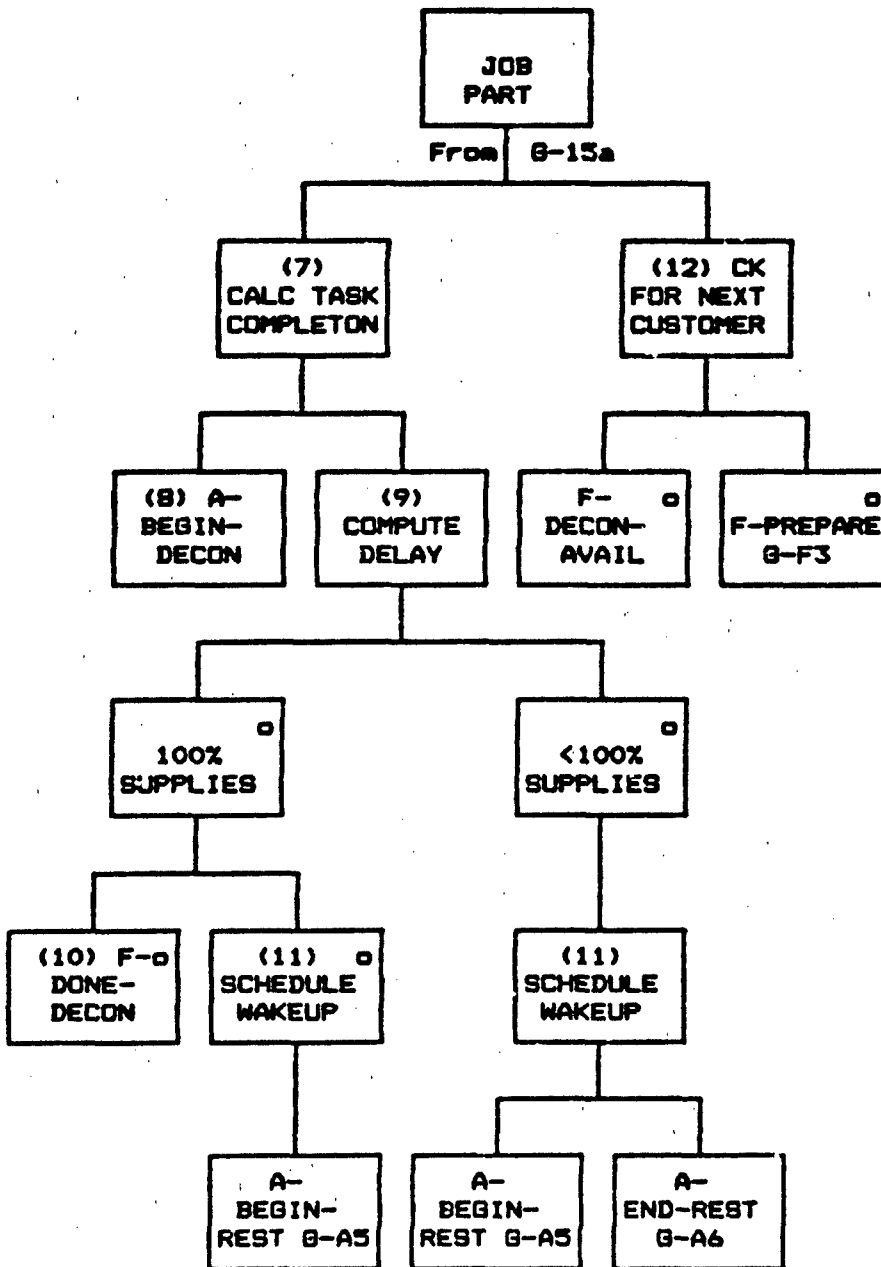 JOB
PART
From G-15a
(7)
CALC TASK
COMPLETON
(12) CK
FOR NEXT
CUSTOMER
(8) A-
BEGIN-
DECON
(9)
COMPUTE
DELAY
F- o
DECON-
AVAIL
o
F-PREPARE
G-F3
o
100%
SUPPLIES
o
<100%
SUPPLIES
(10) F-o
DONE-
DECON
(11) o
SCHEDULE
WAKEUP
(11)
SCHEDULE
WAKEUP
A-
BEGIN-
REST G-A5
A-
BEGIN-
REST G-A5
A-
END-REST
G-A6